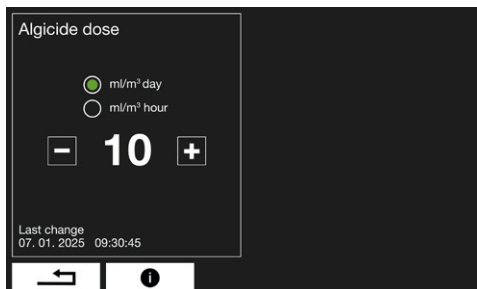 Algicide dose
ml/m³ day
ml/m³ hour
− 10 +
Last change
07. 01. 2025 09:30:45
i